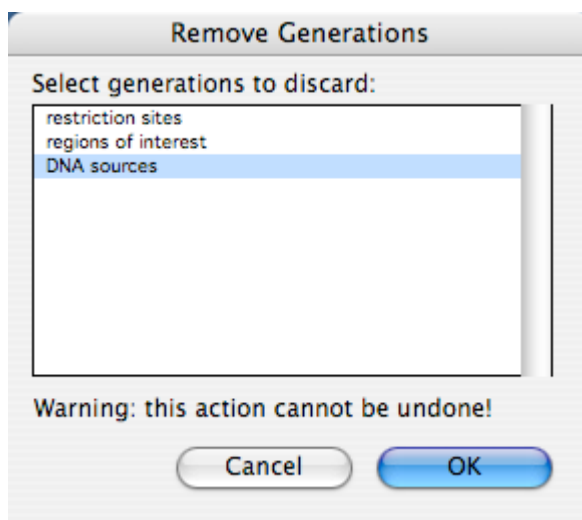 Remove Generations
Select generations to discard:
restriction sites
regions of interest
DNA sources
Warning: this action cannot be undone!
Cancel OK